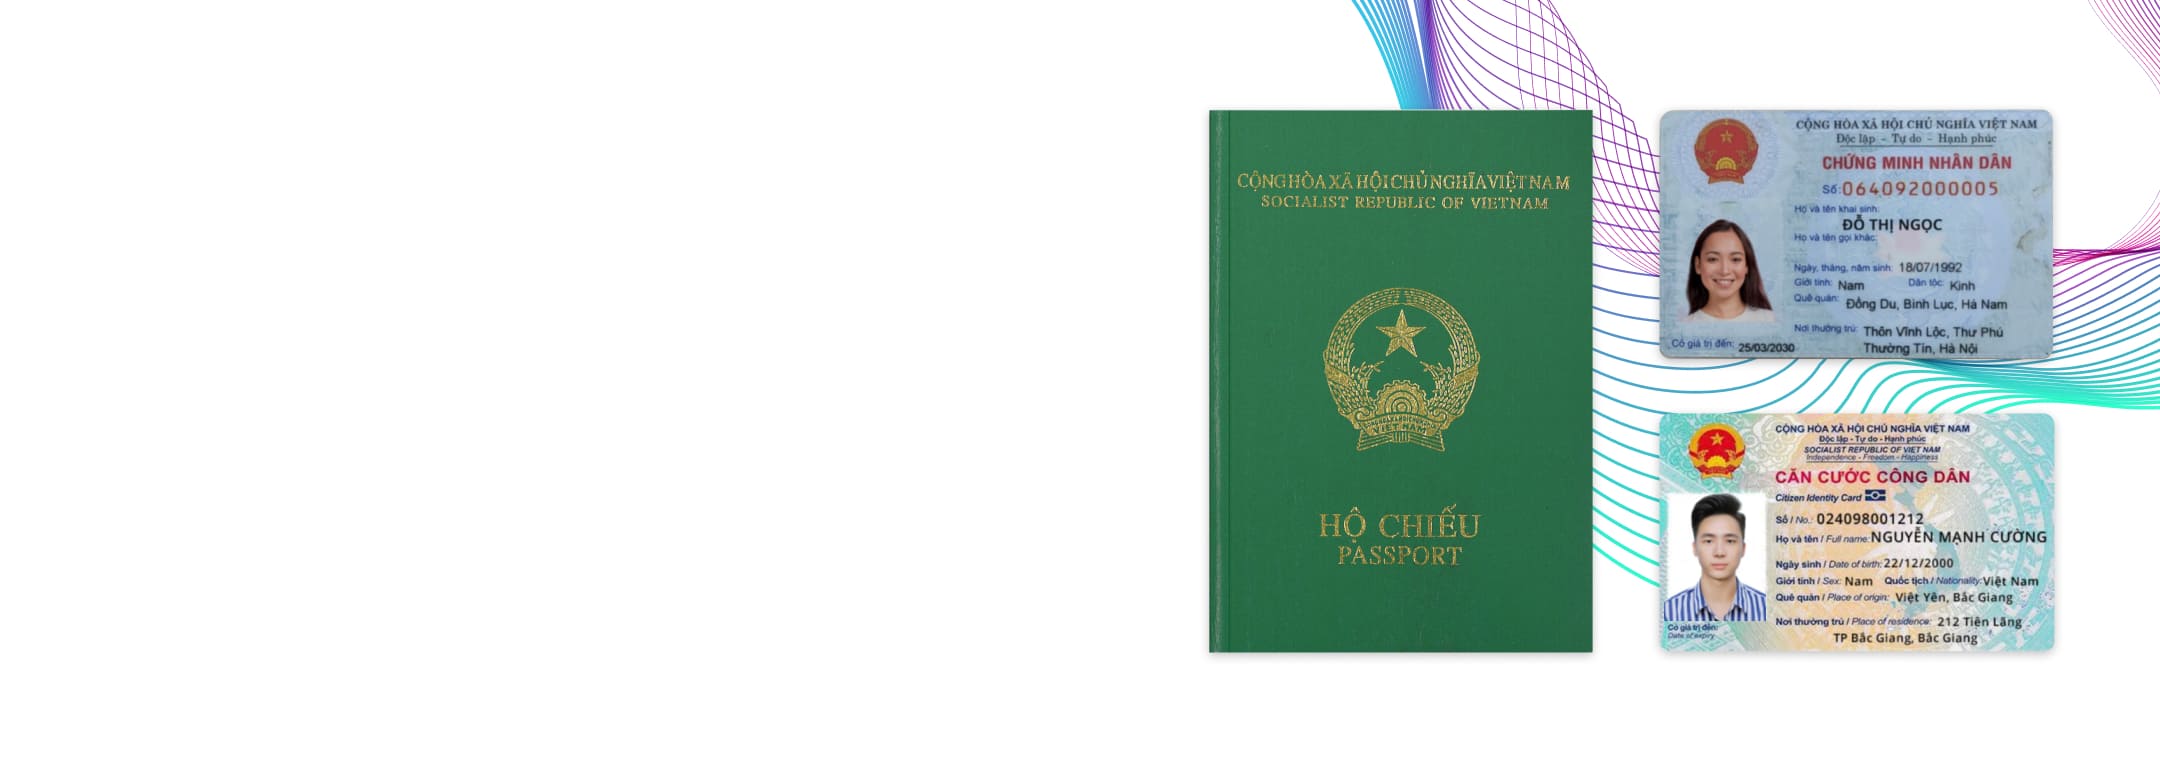 CỘNG HÒA XÃ HỘI CHỦ NGHĨA VIỆT NAM
SOCIALIST REPUBLIC OF VIETNAM
VIỆT NAM
HỘ CHIẾU
PASSPORT
CỘNG HÒA XÃ HỘI CHỦ NGHĨA VIỆT NAM
Độc lập - Tự do - Hạnh phúc
CHỨNG MINH NHÂN DÂN
Số: 064092000005
Họ và tên khai sinh:
ĐỖ THỊ NGỌC
Họ và tên gọi khác:
Ngày, tháng, năm sinh: 18/07/1992
Giới tính: Nam Dân tộc: Kinh
Quê quán: Đồng Du, Bình Lục, Hà Nam
Nơi thường trú: Thôn Vĩnh Lộc, Thư Phú
Thường Tín, Hà Nội
Có giá trị đến: 25/03/2030
CỘNG HÒA XÃ HỘI CHỦ NGHĨA VIỆT NAM
Độc lập - Tự do - Hạnh phúc
SOCIALIST REPUBLIC OF VIET NAM
Independence - Freedom - Happiness
CĂN CƯỚC CÔNG DÂN
Citizen Identity Card
Số / No.: 024098001212
Họ và tên / Full name: NGUYỄN MẠNH CƯỜNG
Ngày sinh / Date of birth: 22/12/2000
Giới tính / Sex: Nam Quốc tịch / Nationality: Việt Nam
Quê quán / Place of origin: Việt Yên, Bắc Giang
Nơi thường trú / Place of residence: 212 Tiền Lãng
TP Bắc Giang, Bắc Giang
Có giá trị đến:
Date of expiry